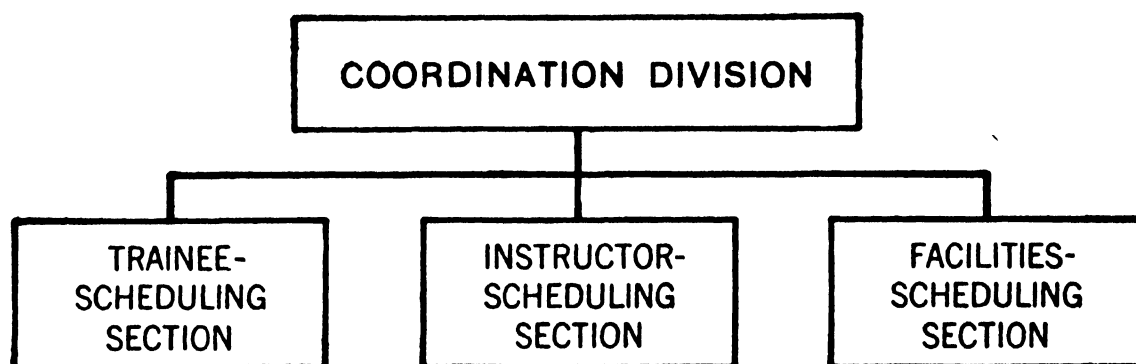 COORDINATION DIVISION
TRAINEE-
SCHEDULING
SECTION
INSTRUCTOR-
SCHEDULING
SECTION
FACILITIES-
SCHEDULING
SECTION